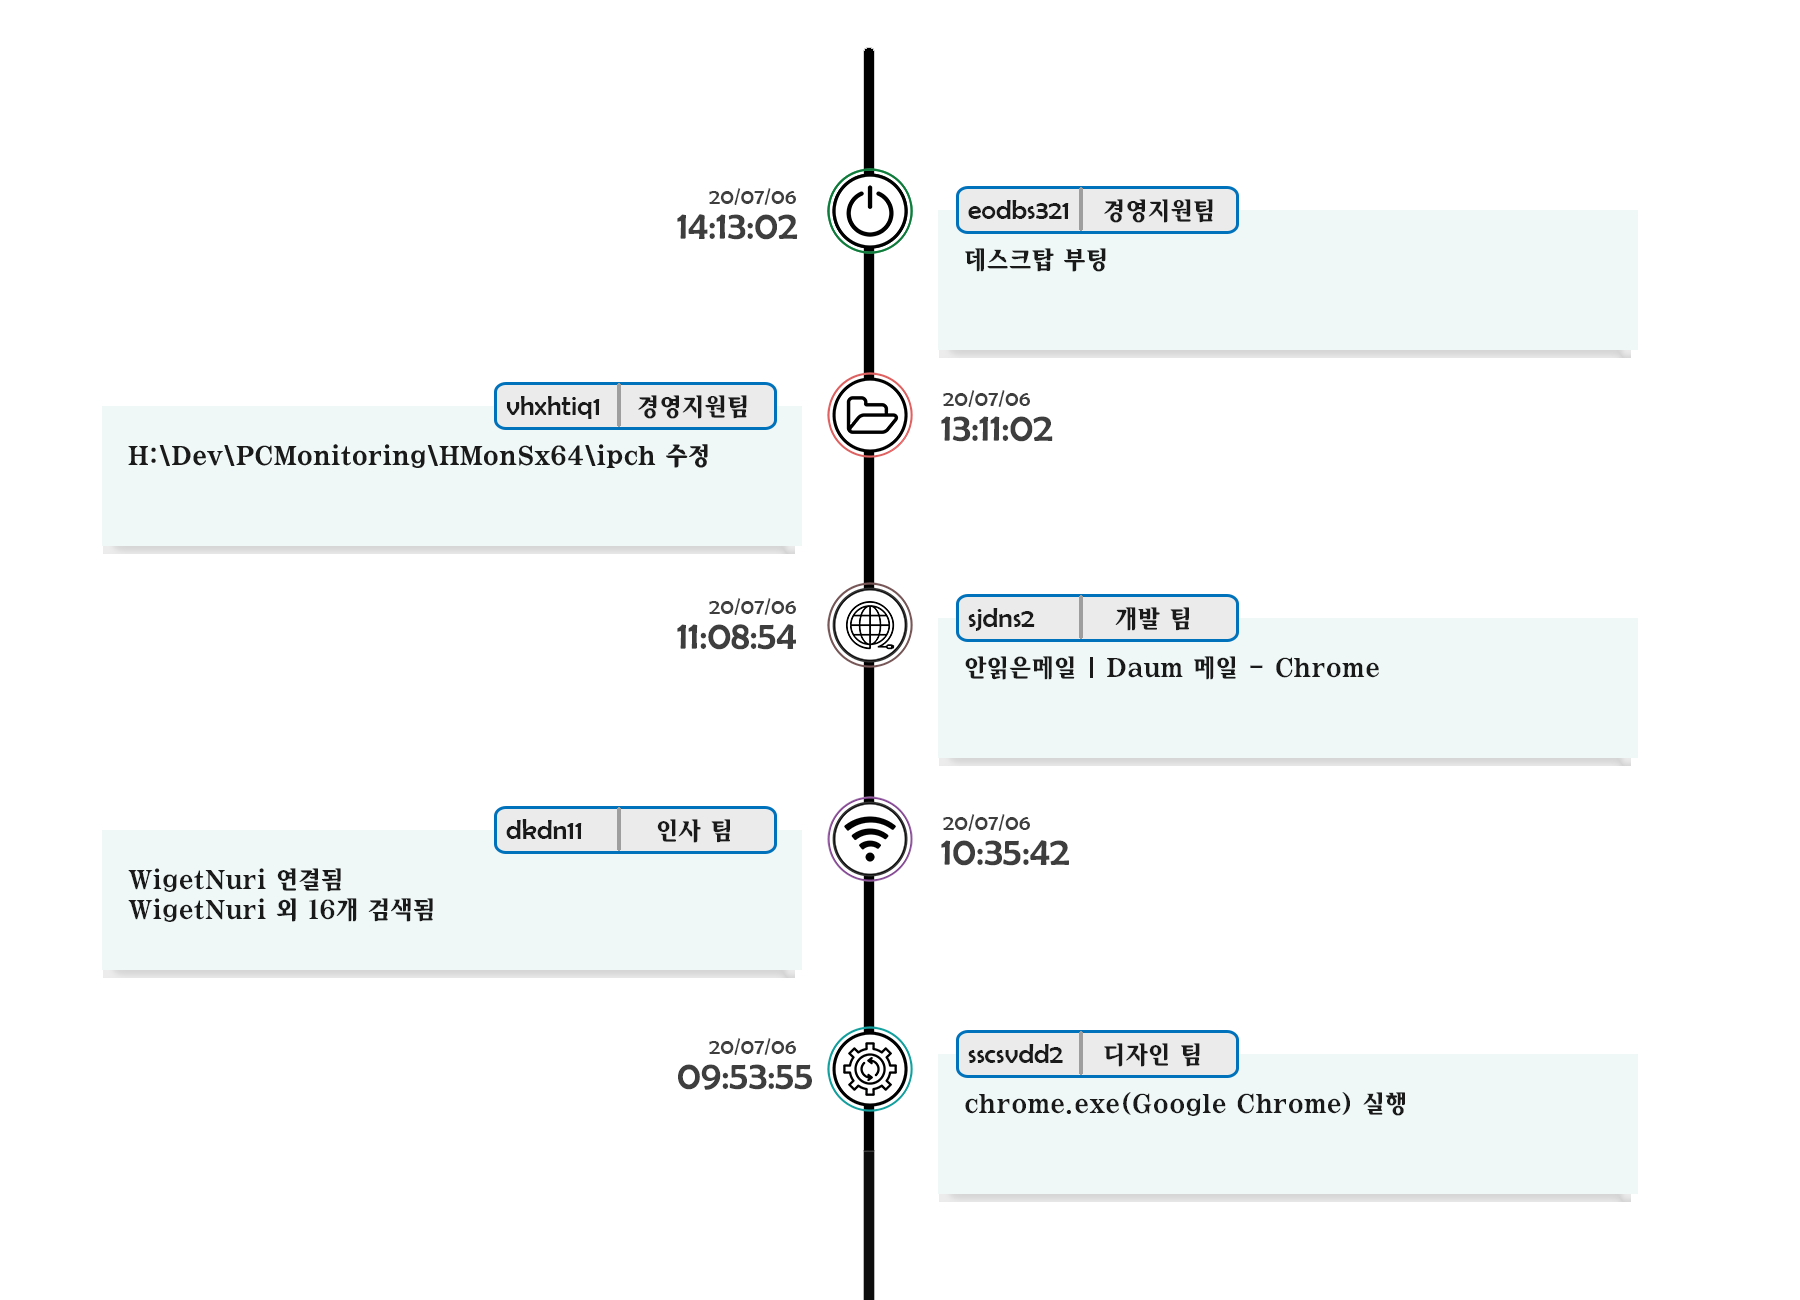 20/07/06
14:13:02
eodbs321 경영지원팀
데스크탑 부팅
vhxhtiq1 경영지원팀
H:\Dev\PCMonitoring\HMonSx64\ipch 수정
20/07/06
13:11:02
20/07/06
11:08:54
sjdns2 개발 팀
안읽은메일 | Daum 메일 - Chrome
dkdn11 인사 팀
WigetNuri 연결됨
WigetNuri 외 16개 검색됨
20/07/06
10:35:42
20/07/06
09:53:55
sscsvdd2 디자인 팀
chrome.exe(Google Chrome) 실행